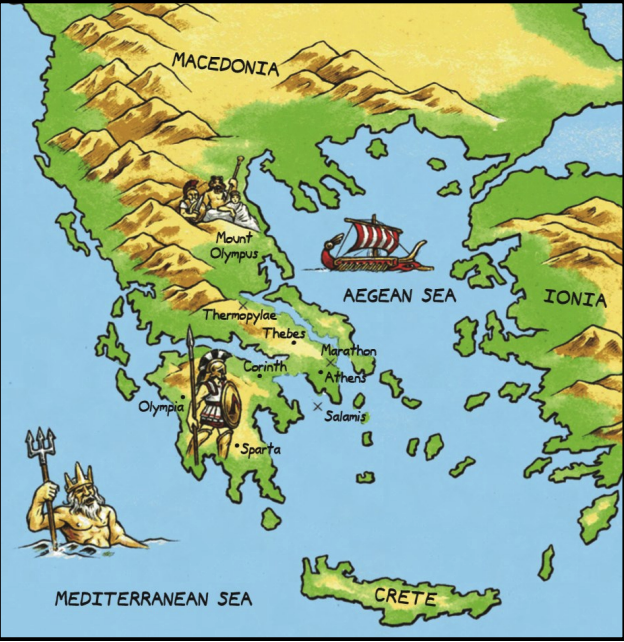 MACEDONIA
Mount
Olympus
AEGEAN SEA
IONIA
Thermopylae
Thebes
Marathon
Corinth
Athens
Olympia
Salamis
Sparta
MEDITERRANEAN SEA
CRETE